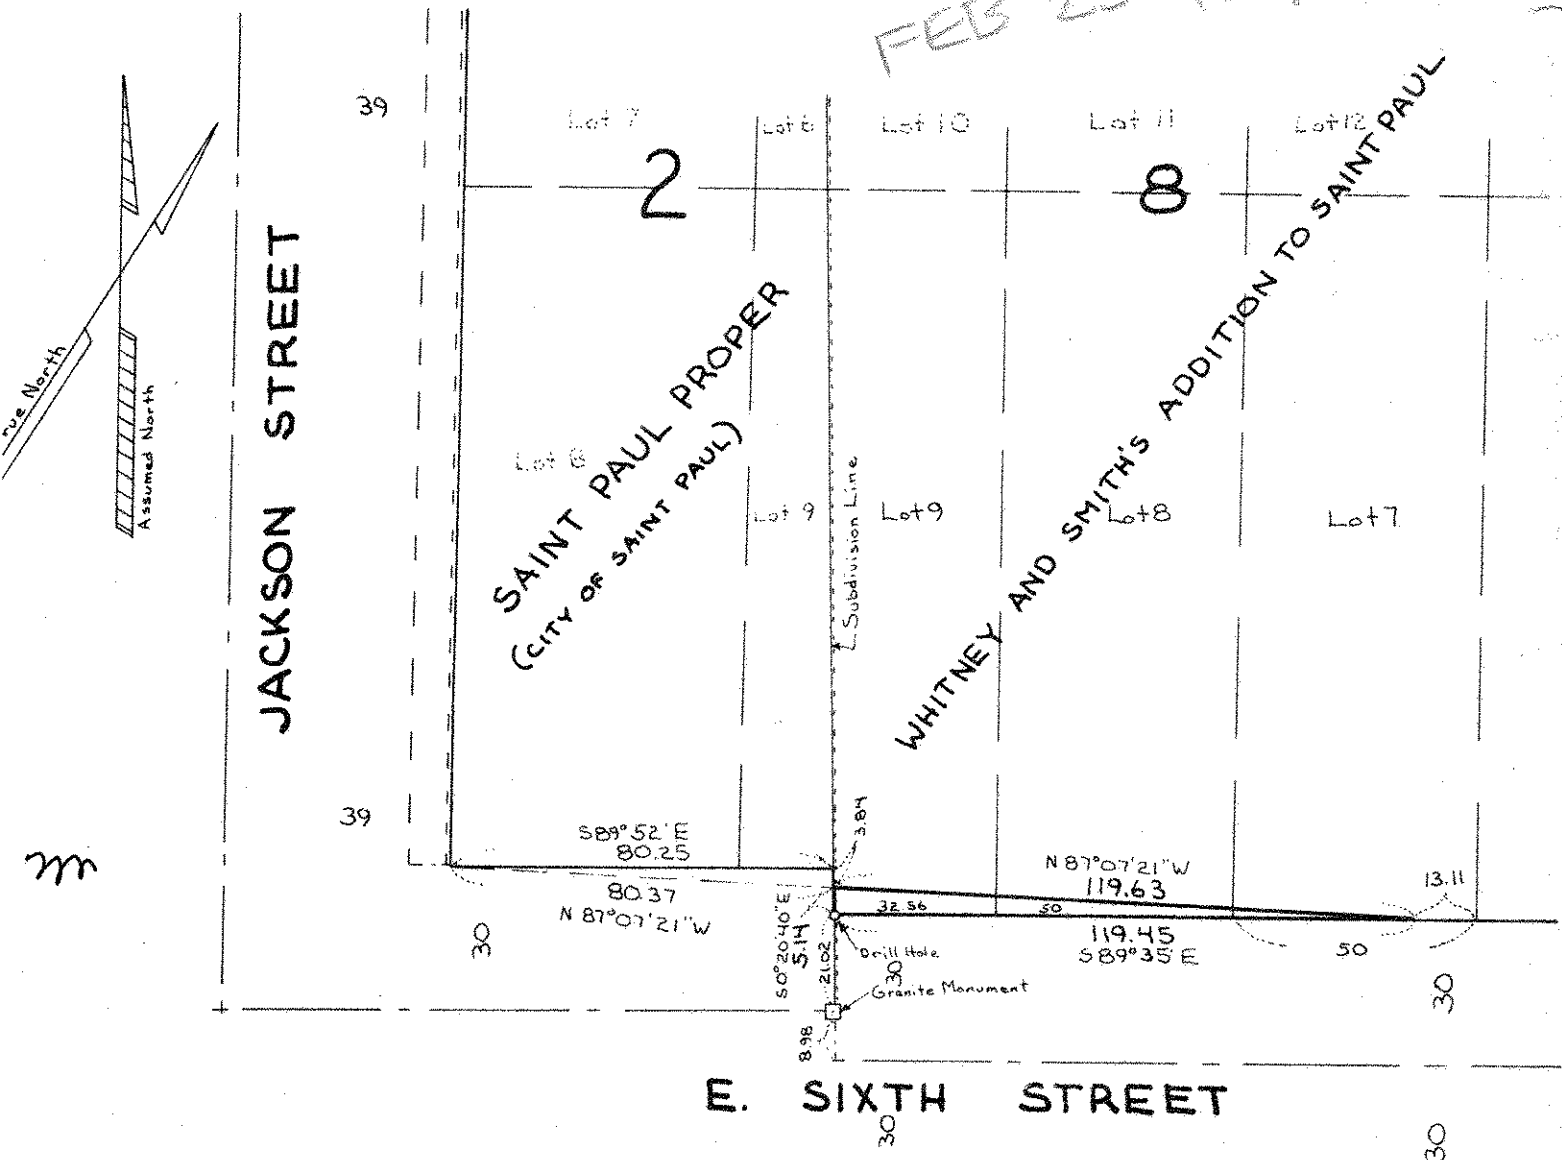 FEB
39
Lot 7
Lot 6
Lot 10
Lot 11
Lot 12
2
8
North
Assumed North
JACKSON STREET
SAINT PAUL PROPER
(CITY OF SAINT PAUL)
WHITNEY AND SMITH'S ADDITION TO SAINT PAUL
Lot 8
Lot 9
Subdivision Line
Lot 9
Lot 8
Lot 7
39
m
S 89° 52' E
80.25
80.37
N 87° 07' 21" W
3.84
N 87° 07' 21" W
119.63
32.56
50
13.11
119.45
S 89° 35' E
50
30
S 0° 20' 40" E
5.14
21.02
Drill Hole
30
Granite Monument
8.98
30
E. SIXTH STREET
30
30